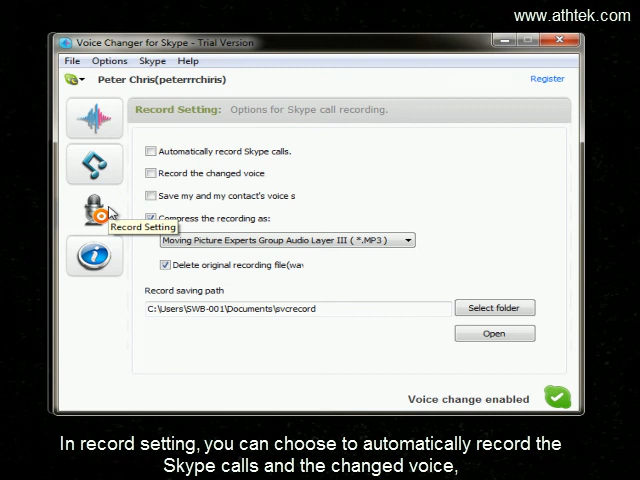 www.athtek.com
Voice Changer for Skype - Trial Version
File Options Skype Help
Peter Chris(peterrrchiris) Register
Record Setting: Options for Skype call recording.
Automatically record Skype calls.
Record the changed voice
Save my and my contact's voice s
Compress the recording as:
Record Setting
Moving Picture Experts Group Audio Layer III ( *.MP3 )
Delete original recording file(wav
Record saving path
C:\Users\SWB-001\Documents\svcrecord Select folder
Open
Voice change enabled
In record setting, you can choose to automatically record the
Skype calls and the changed voice,